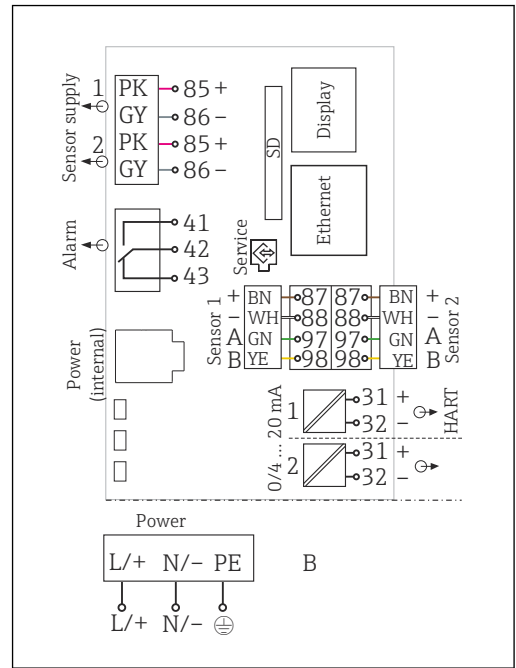 Sensor supply
1 PK 85 +
GY 86 -
2 PK 85 +
GY 86 -
SD
Display
Ethernet
Alarm
41
42
43
Service
Sensor 1
+ BN 87 87 BN +
- WH 88 88 WH -
A GN 97 97 GN A
B YE 98 98 YE B
Sensor 2
Power
(internal)
0/4 ... 20 mA
1 31 +
32 -
HART
2 31 +
32 -
Power
L/+ N/- PE
B
L/+ N/-